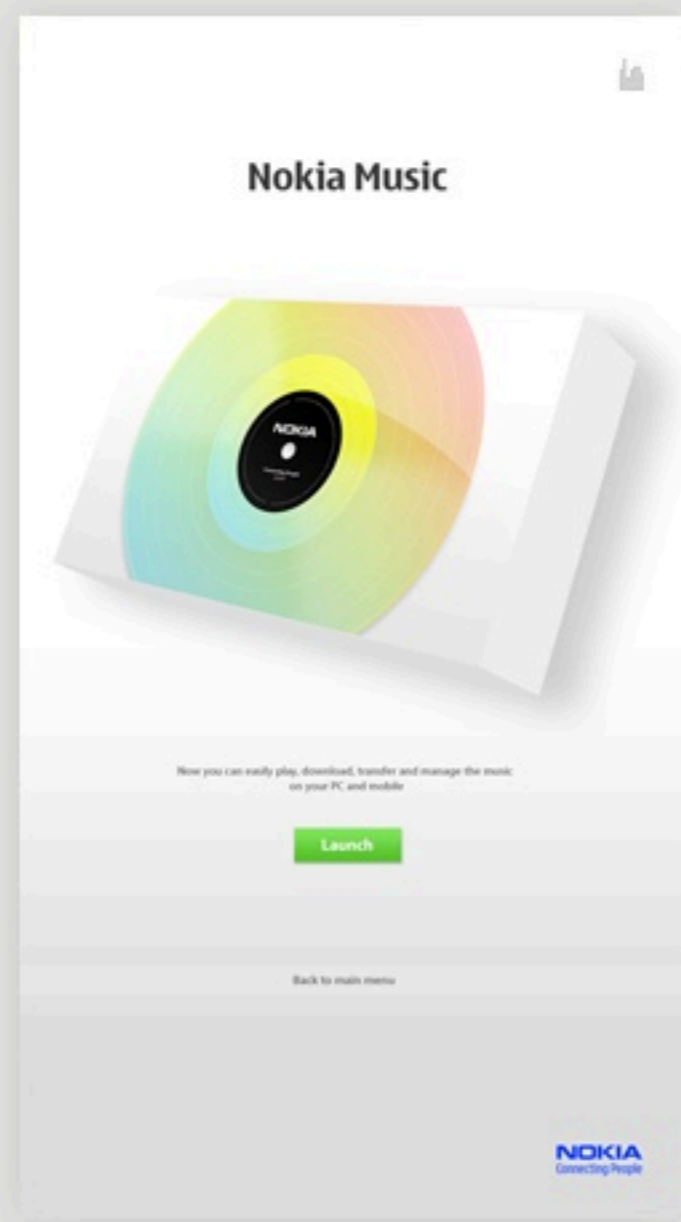 Nokia Music
NOKIA
Now you can easily play, download, transfer and manage the music
on your PC and mobile
Launch
Back to main menu
NOKIA
Connecting People